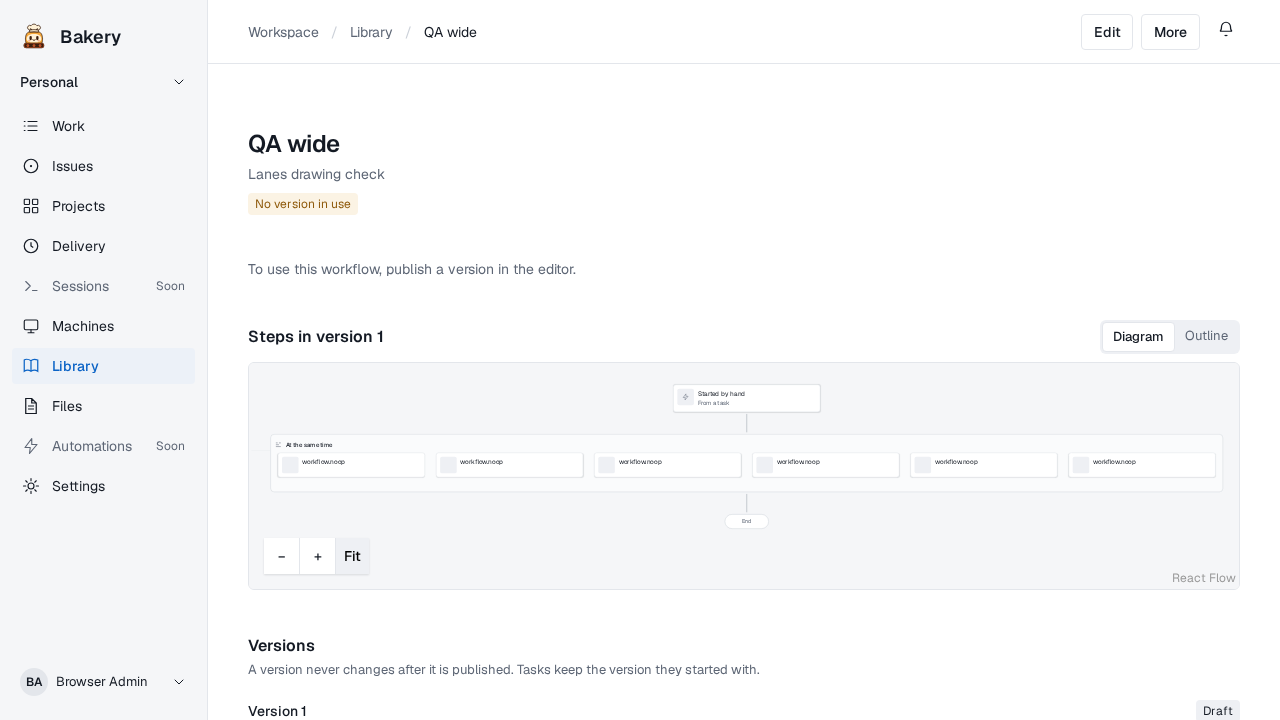 Bakery
Personal
Work
Issues
Projects
Delivery
Sessions Soon
Machines
Library
Files
Automations Soon
Settings
BA Browser Admin
Workspace / Library / QA wide
Edit More
QA wide
Lanes drawing check
No version in use
To use this workflow, publish a version in the editor.
Steps in version 1
Diagram Outline
Started by hand
From a task
At the same time
workflow.noop workflow.noop workflow.noop workflow.noop workflow.noop workflow.noop
End
− + Fit
React Flow
Versions
A version never changes after it is published. Tasks keep the version they started with.
Version 1 Draft